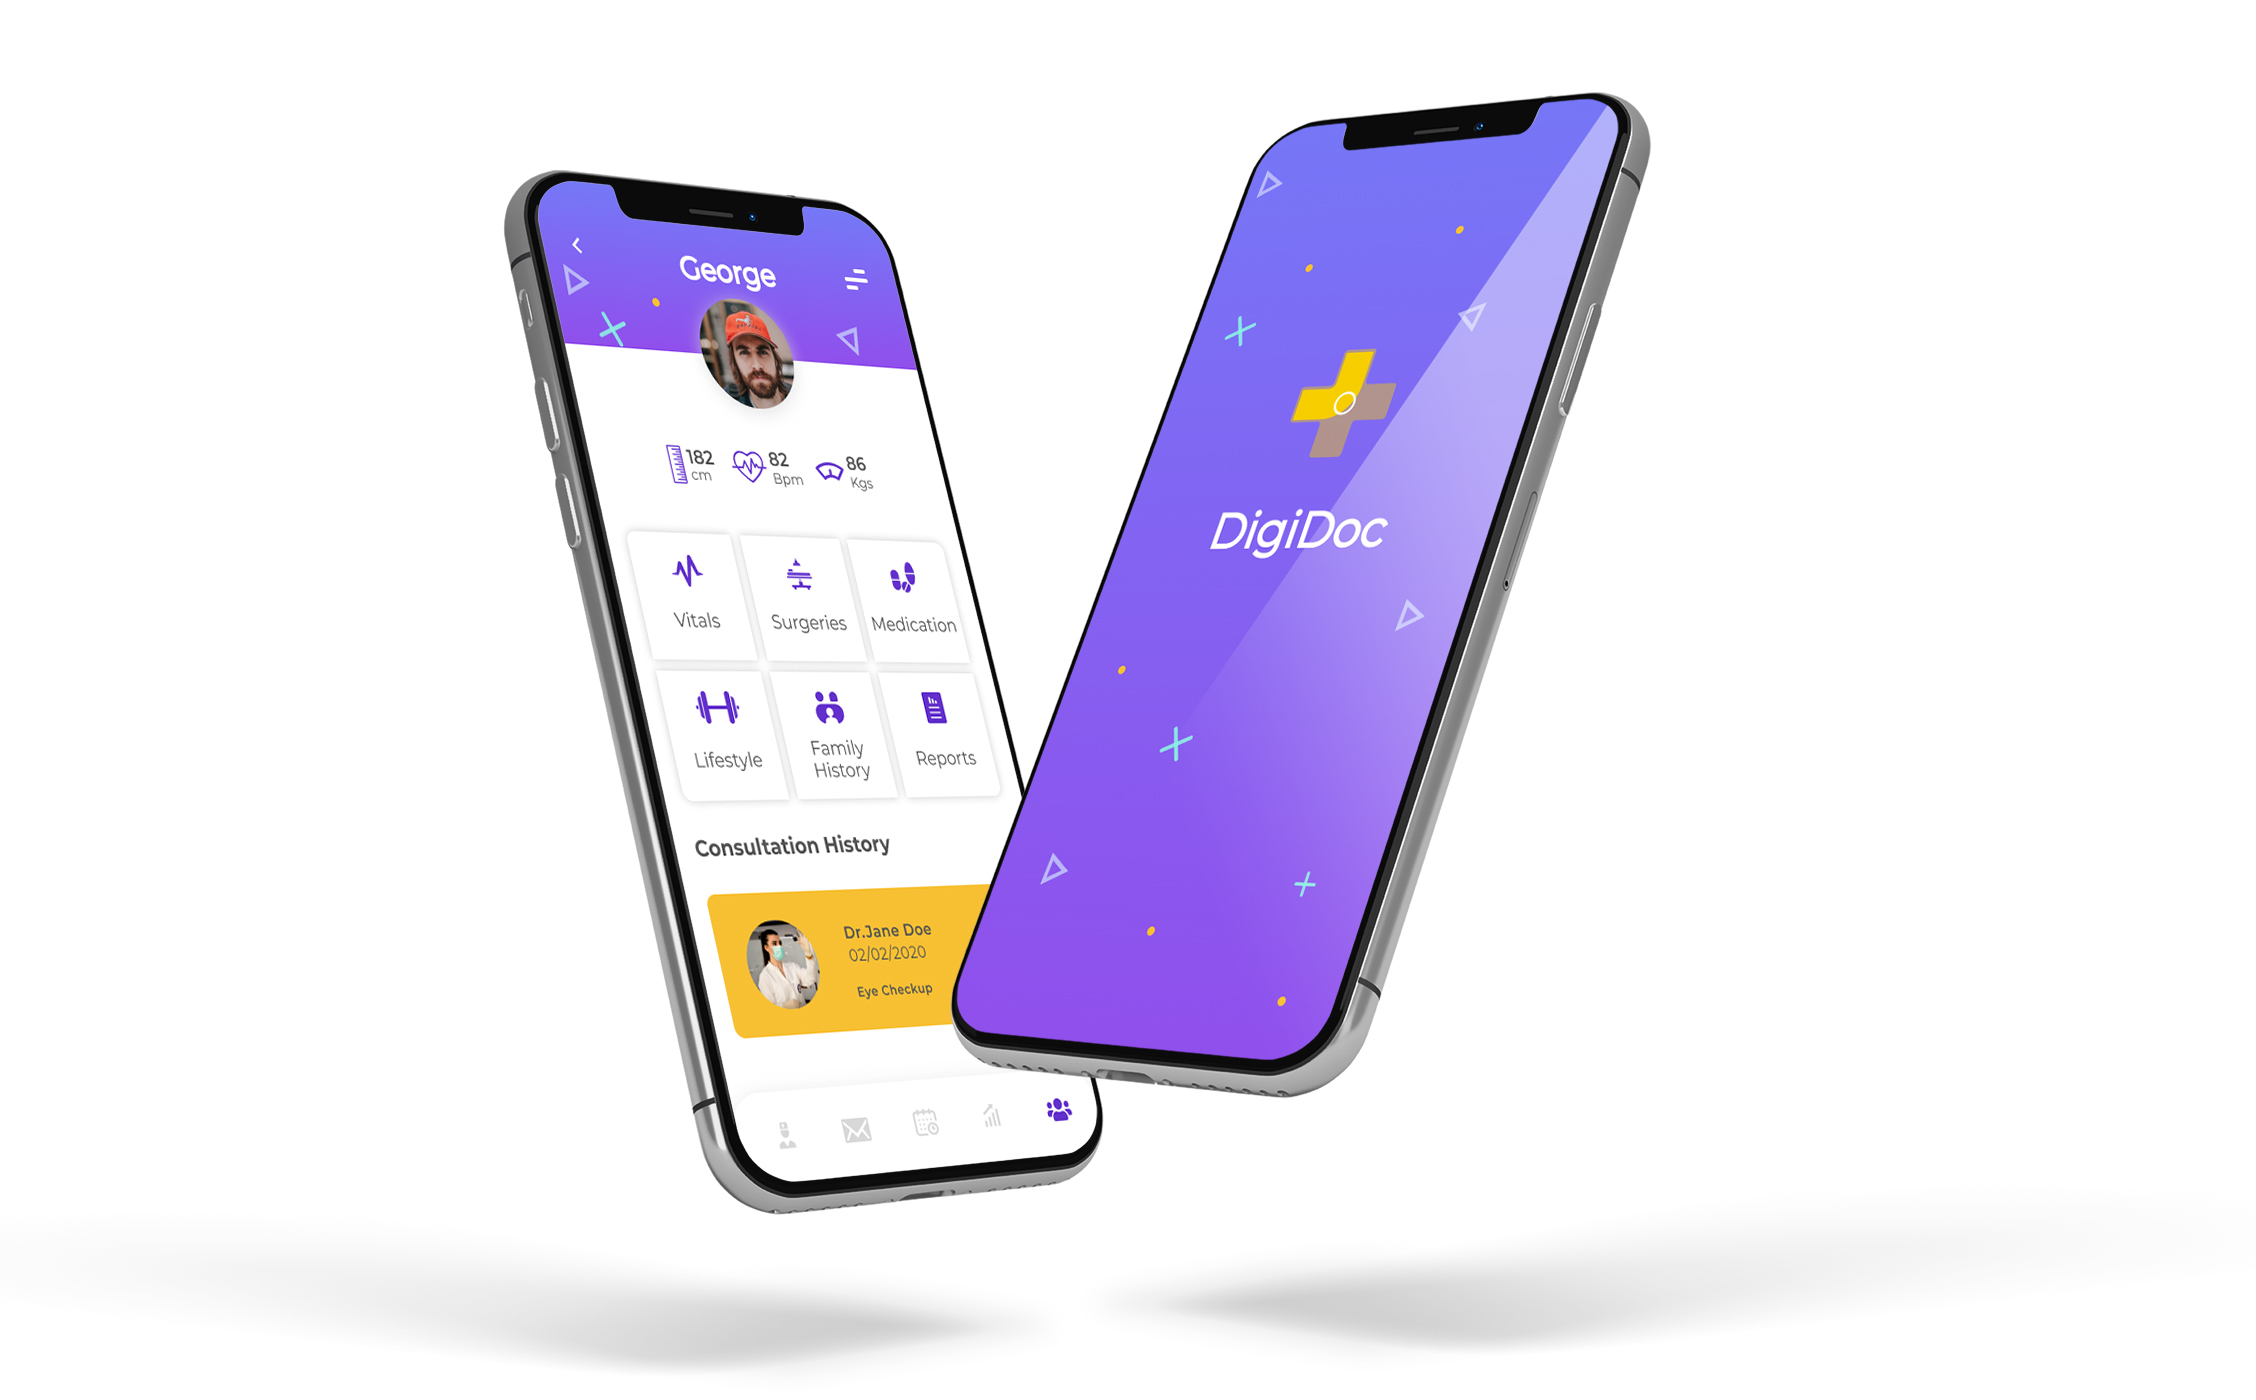 George
182
cm
82
Bpm
86
Kgs
Vitals
Surgeries
Medication
Lifestyle
Family
History
Reports
Consultation History
Dr.Jane Doe
02/02/2020
Eye Checkup
DigiDoc